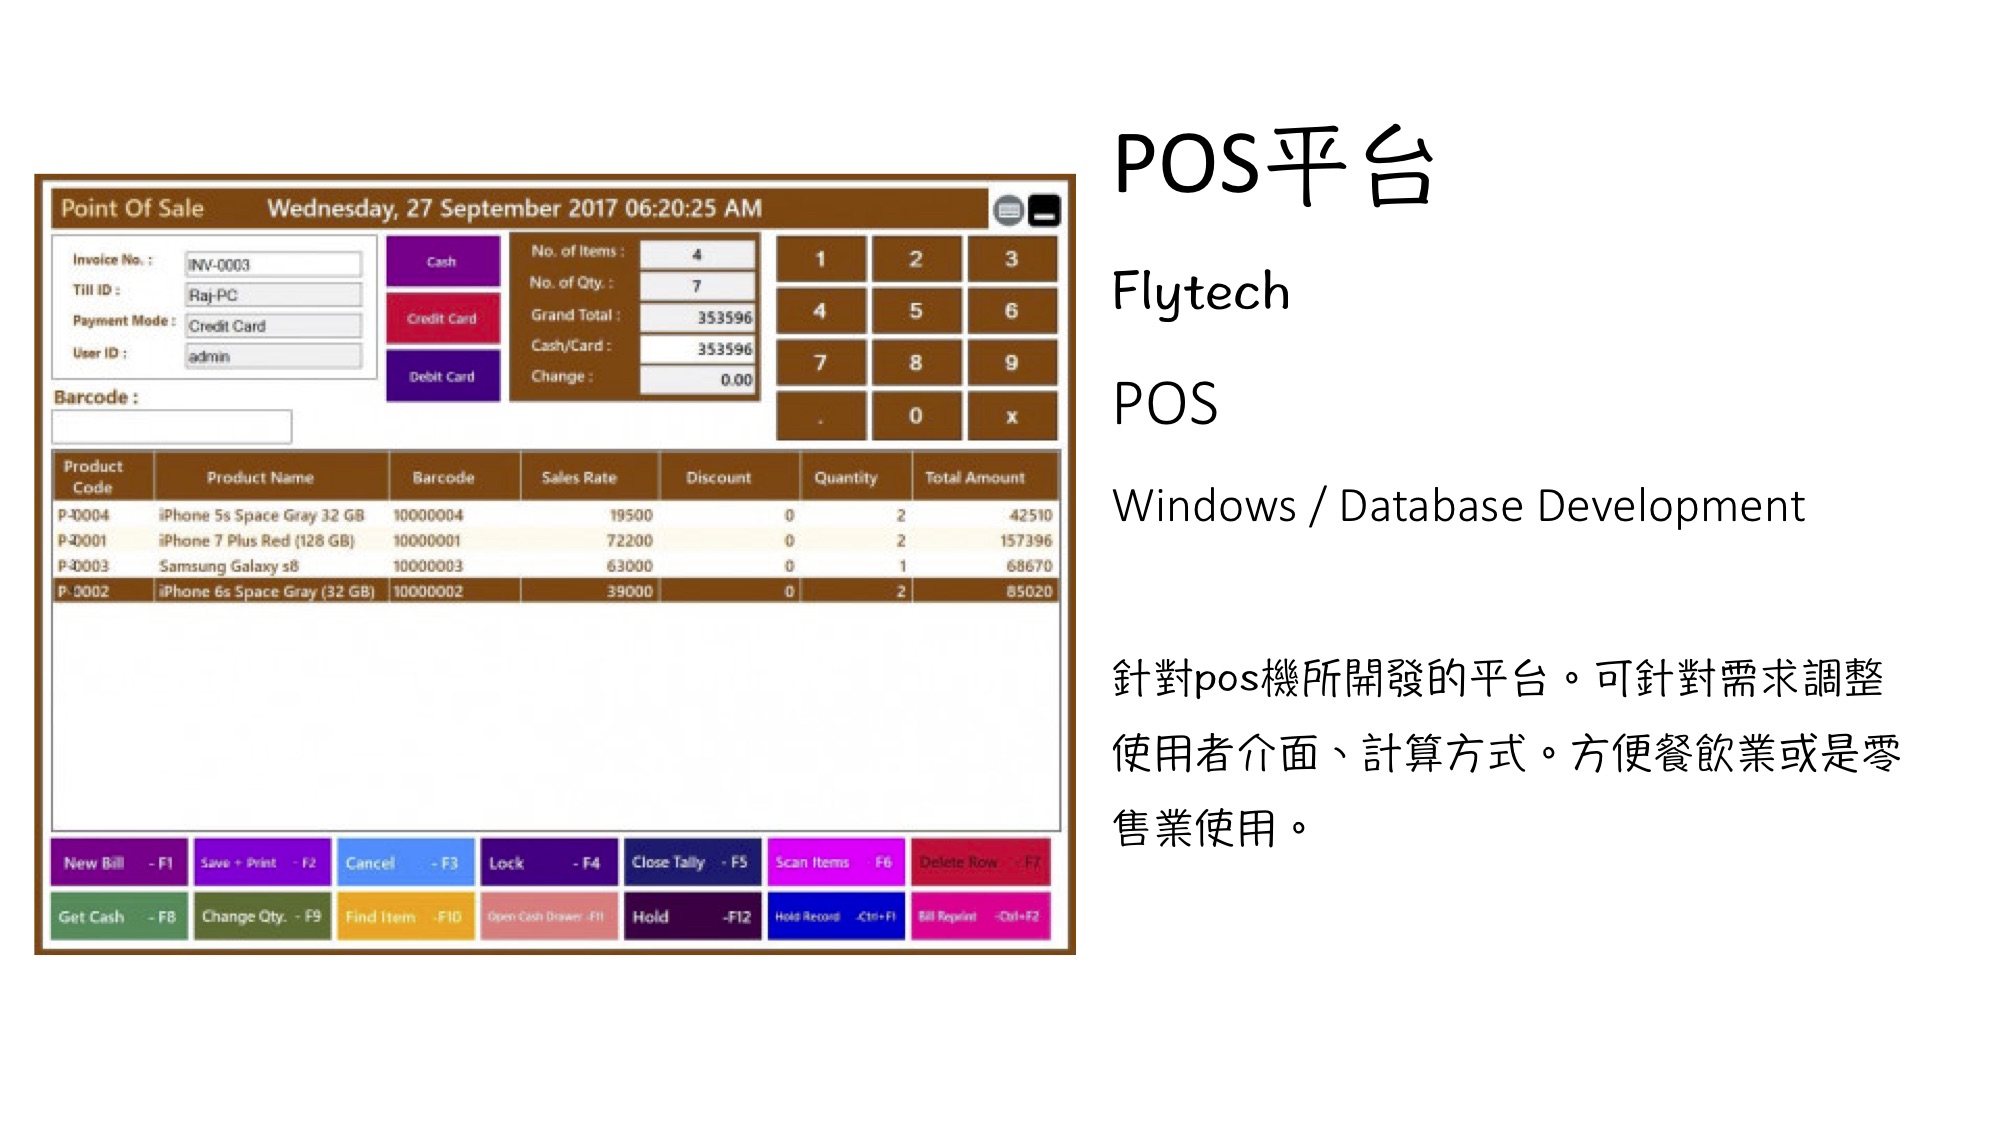 POS平台
Flytech
POS
Windows / Database Development
針對pos機所開發的平台。可針對需求調整
使用者介面、計算方式。方便餐飲業或是零
售業使用。
Point Of Sale Wednesday, 27 September 2017 06:20:25 AM
Invoice No. : INV-0003
Till ID : Raj-PC
Payment Mode : Credit Card
User ID : admin
Barcode :
Cash
Credit Card
Debit Card
No. of Items : 4
No. of Qty. : 7
Grand Total : 353596
Cash/Card : 353596
Change : 0.00
1 2 3
4 5 6
7 8 9
. 0 x
Product Code Product Name Barcode Sales Rate Discount Quantity Total Amount
P-0004 iPhone 5s Space Gray 32 GB 10000004 19500 0 2 42510
P-0001 iPhone 7 Plus Red (128 GB) 10000001 72200 0 2 157396
P-0003 Samsung Galaxy s8 10000003 63000 0 1 68670
P-0002 iPhone 6s Space Gray (32 GB) 10000002 39000 0 2 85020
New Bill - F1 Save + Print - F2 Cancel - F3 Lock - F4 Close Tally - F5 Scan Items F6 Delete Row - F7
Get Cash - F8 Change Qty. - F9 Find Item -F10 Open Cash Drawer -F11 Hold -F12 Hold Record -Ctrl+F1 Bill Reprint -Ctrl+F2